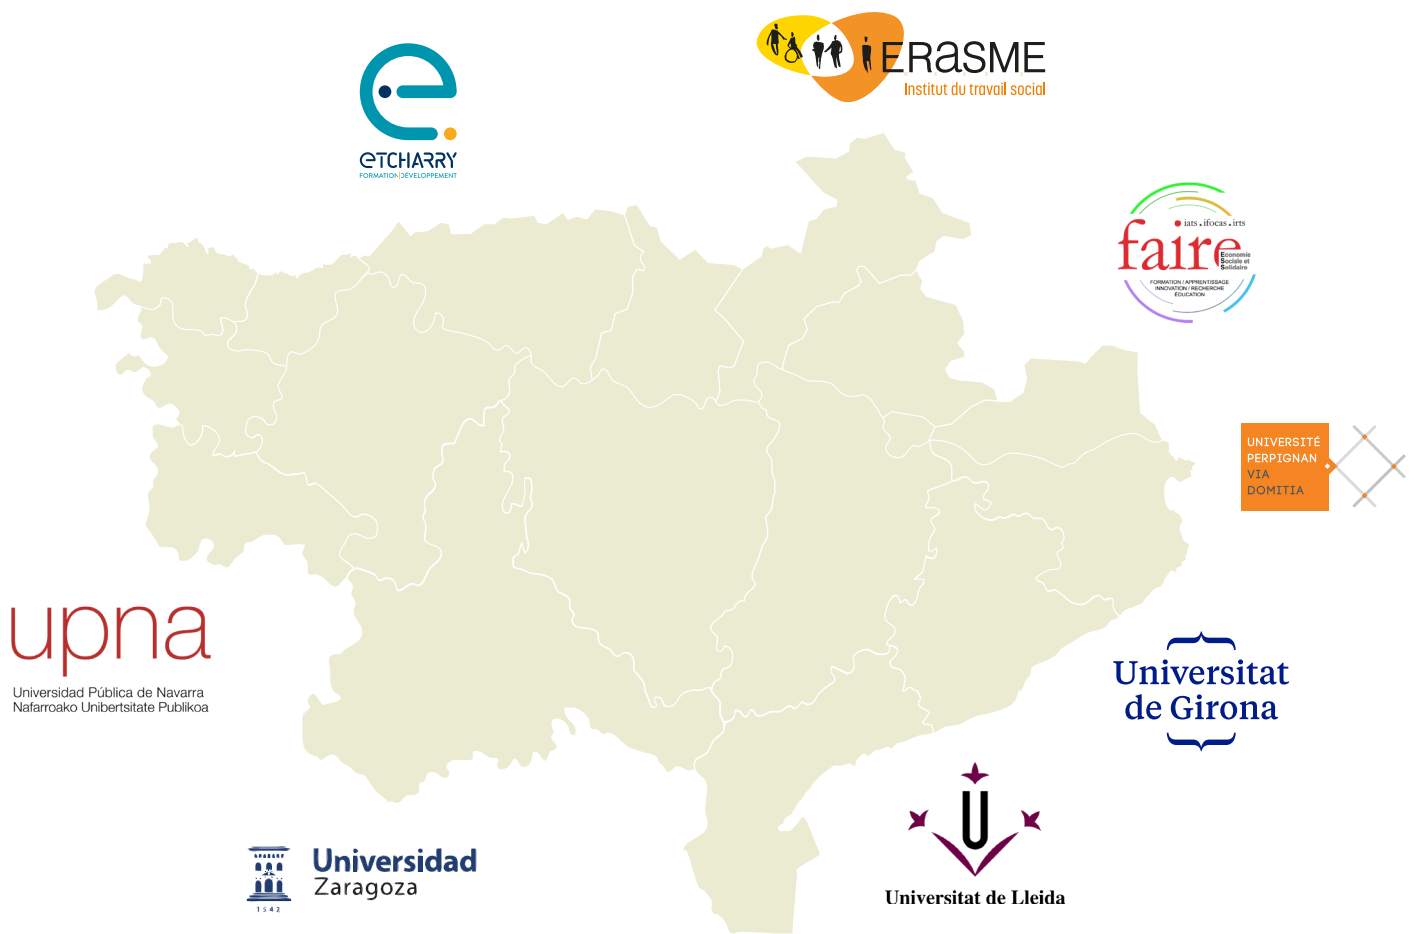 ERASME
Institut du travail social
eTCHARRY
FORMATION|DÉVELOPPEMENT
iats.ifocas.irts
faire
Economie
Sociale et
Solidaire
FORMATION / APPRENTISSAGE
INNOVATION / RECHERCHE
ÉDUCATION
UNIVERSITÉ
PERPIGNAN
VIA
DOMITIA
upna
Universidad Pública de Navarra
Nafarroako Unibertsitate Publikoa
Universitat
de Girona
Universidad
Zaragoza
1542
U
Universitat de Lleida